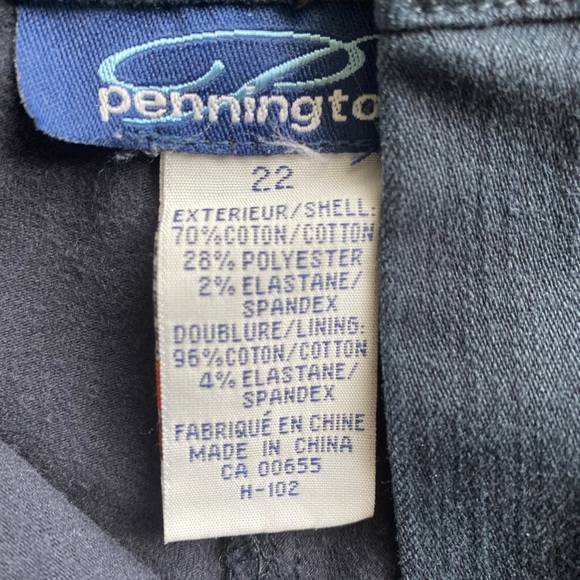 penningto
22
EXTERIEUR/SHELL:
70%COTON/COTTON
28% POLYESTER
2% ELASTANE/
SPANDEX
DOUBLURE/LINING:
96%COTON/COTTON
4% ELASTANE/
SPANDEX
FABRIQUÉ EN CHINE
MADE IN CHINA
CA 00655
H-102